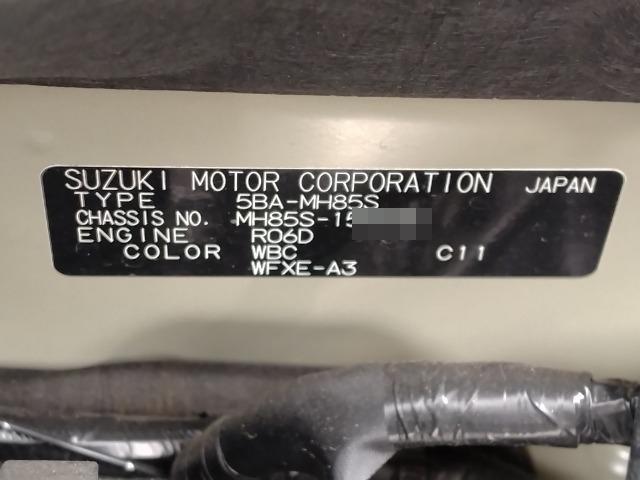 SUZUKI MOTOR CORPORATION JAPAN
TYPE 5BA-MH85S
CHASSIS NO. MH85S-15
ENGINE R06D
COLOR WBC C11
WFXE-A3